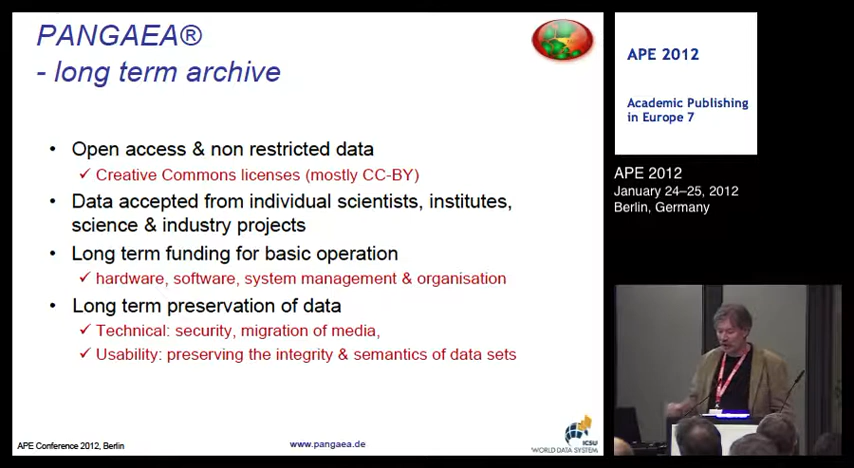 PANGAEA®
- long term archive
• Open access & non restricted data
✓ Creative Commons licenses (mostly CC-BY)
• Data accepted from individual scientists, institutes,
science & industry projects
• Long term funding for basic operation
✓ hardware, software, system management & organisation
• Long term preservation of data
✓ Technical: security, migration of media,
✓ Usability: preserving the integrity & semantics of data sets
APE Conference 2012, Berlin
www.pangaea.de
ICSU
WORLD DATA SYSTEM
APE 2012
Academic Publishing
in Europe 7
APE 2012
January 24–25, 2012
Berlin, Germany